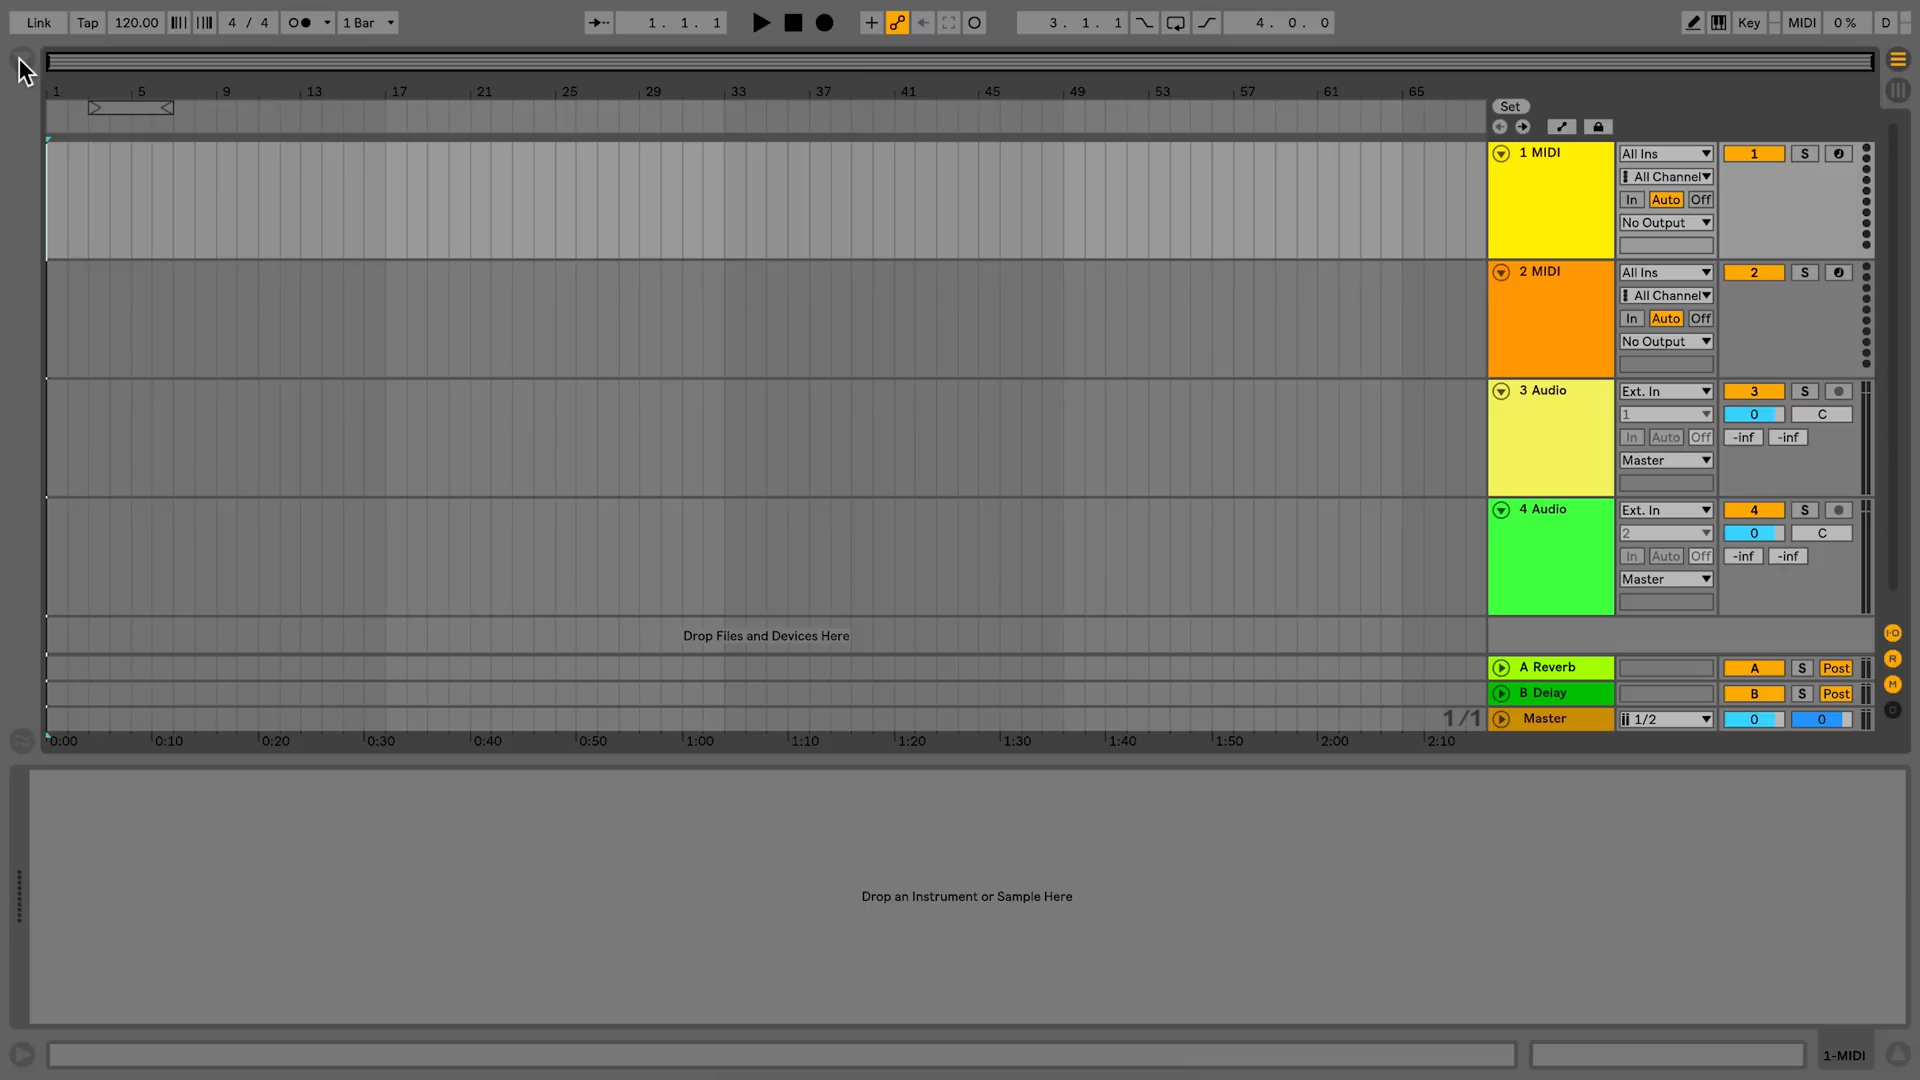 Link Tap 120.00 4 / 4 1 Bar 1. 1. 1 3. 1. 1 4. 0. 0 Key MIDI 0 % D
1 5 9 13 17 21 25 29 33 37 41 45 49 53 57 61 65
Set
1 MIDI All Ins 1 S
All Channel
In Auto Off
No Output
2 MIDI All Ins 2 S
All Channel
In Auto Off
No Output
3 Audio Ext. In 3 S
1 0 C
In Auto Off -inf -inf
Master
4 Audio Ext. In 4 S
2 0 C
In Auto Off -inf -inf
Master
Drop Files and Devices Here
I·O
A Reverb A S Post R
B Delay B S Post M
1/1 Master 1/2 0 0 D
0:00 0:10 0:20 0:30 0:40 0:50 1:00 1:10 1:20 1:30 1:40 1:50 2:00 2:10
Drop an Instrument or Sample Here
1-MIDI